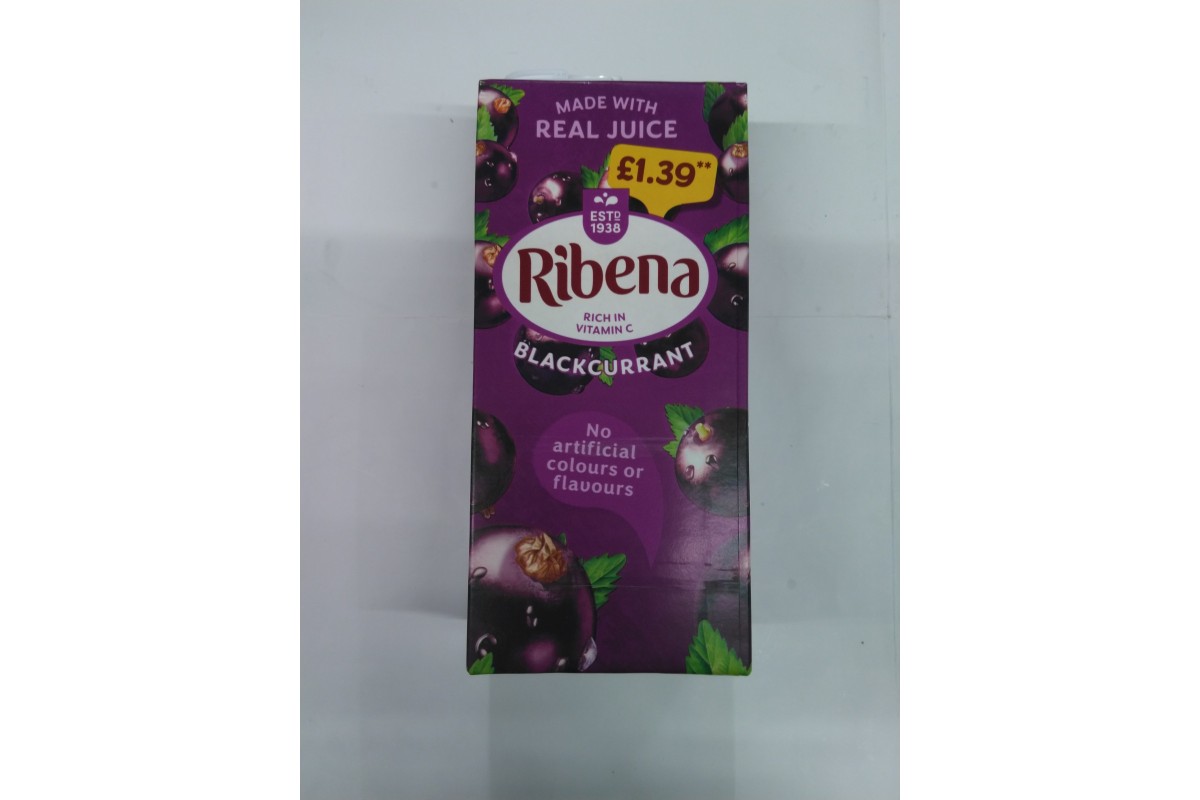 MADE WITH
REAL JUICE
£1.39**
ESTD
1938
Ribena
RICH IN
VITAMIN C
BLACKCURRANT
No
artificial
colours or
flavours